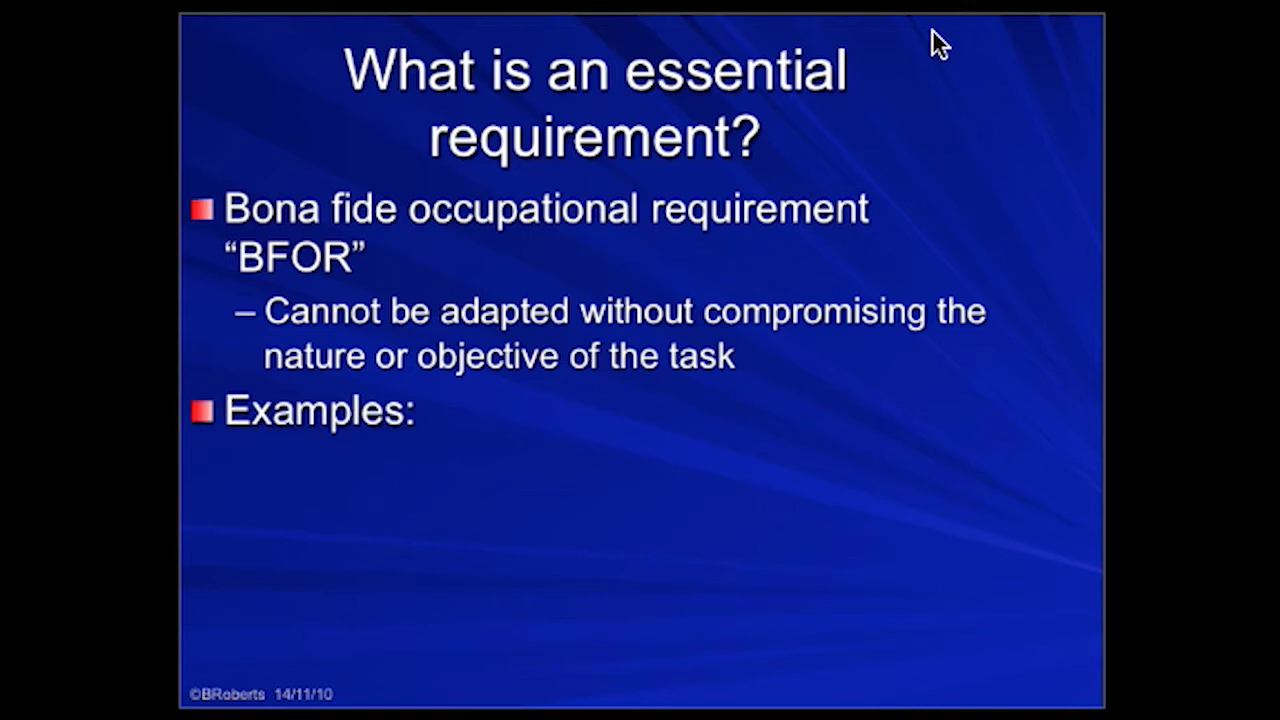 What is an essential
requirement?
Bona fide occupational requirement
“BFOR”
– Cannot be adapted without compromising the
nature or objective of the task
Examples:
©BRoberts 14/11/10